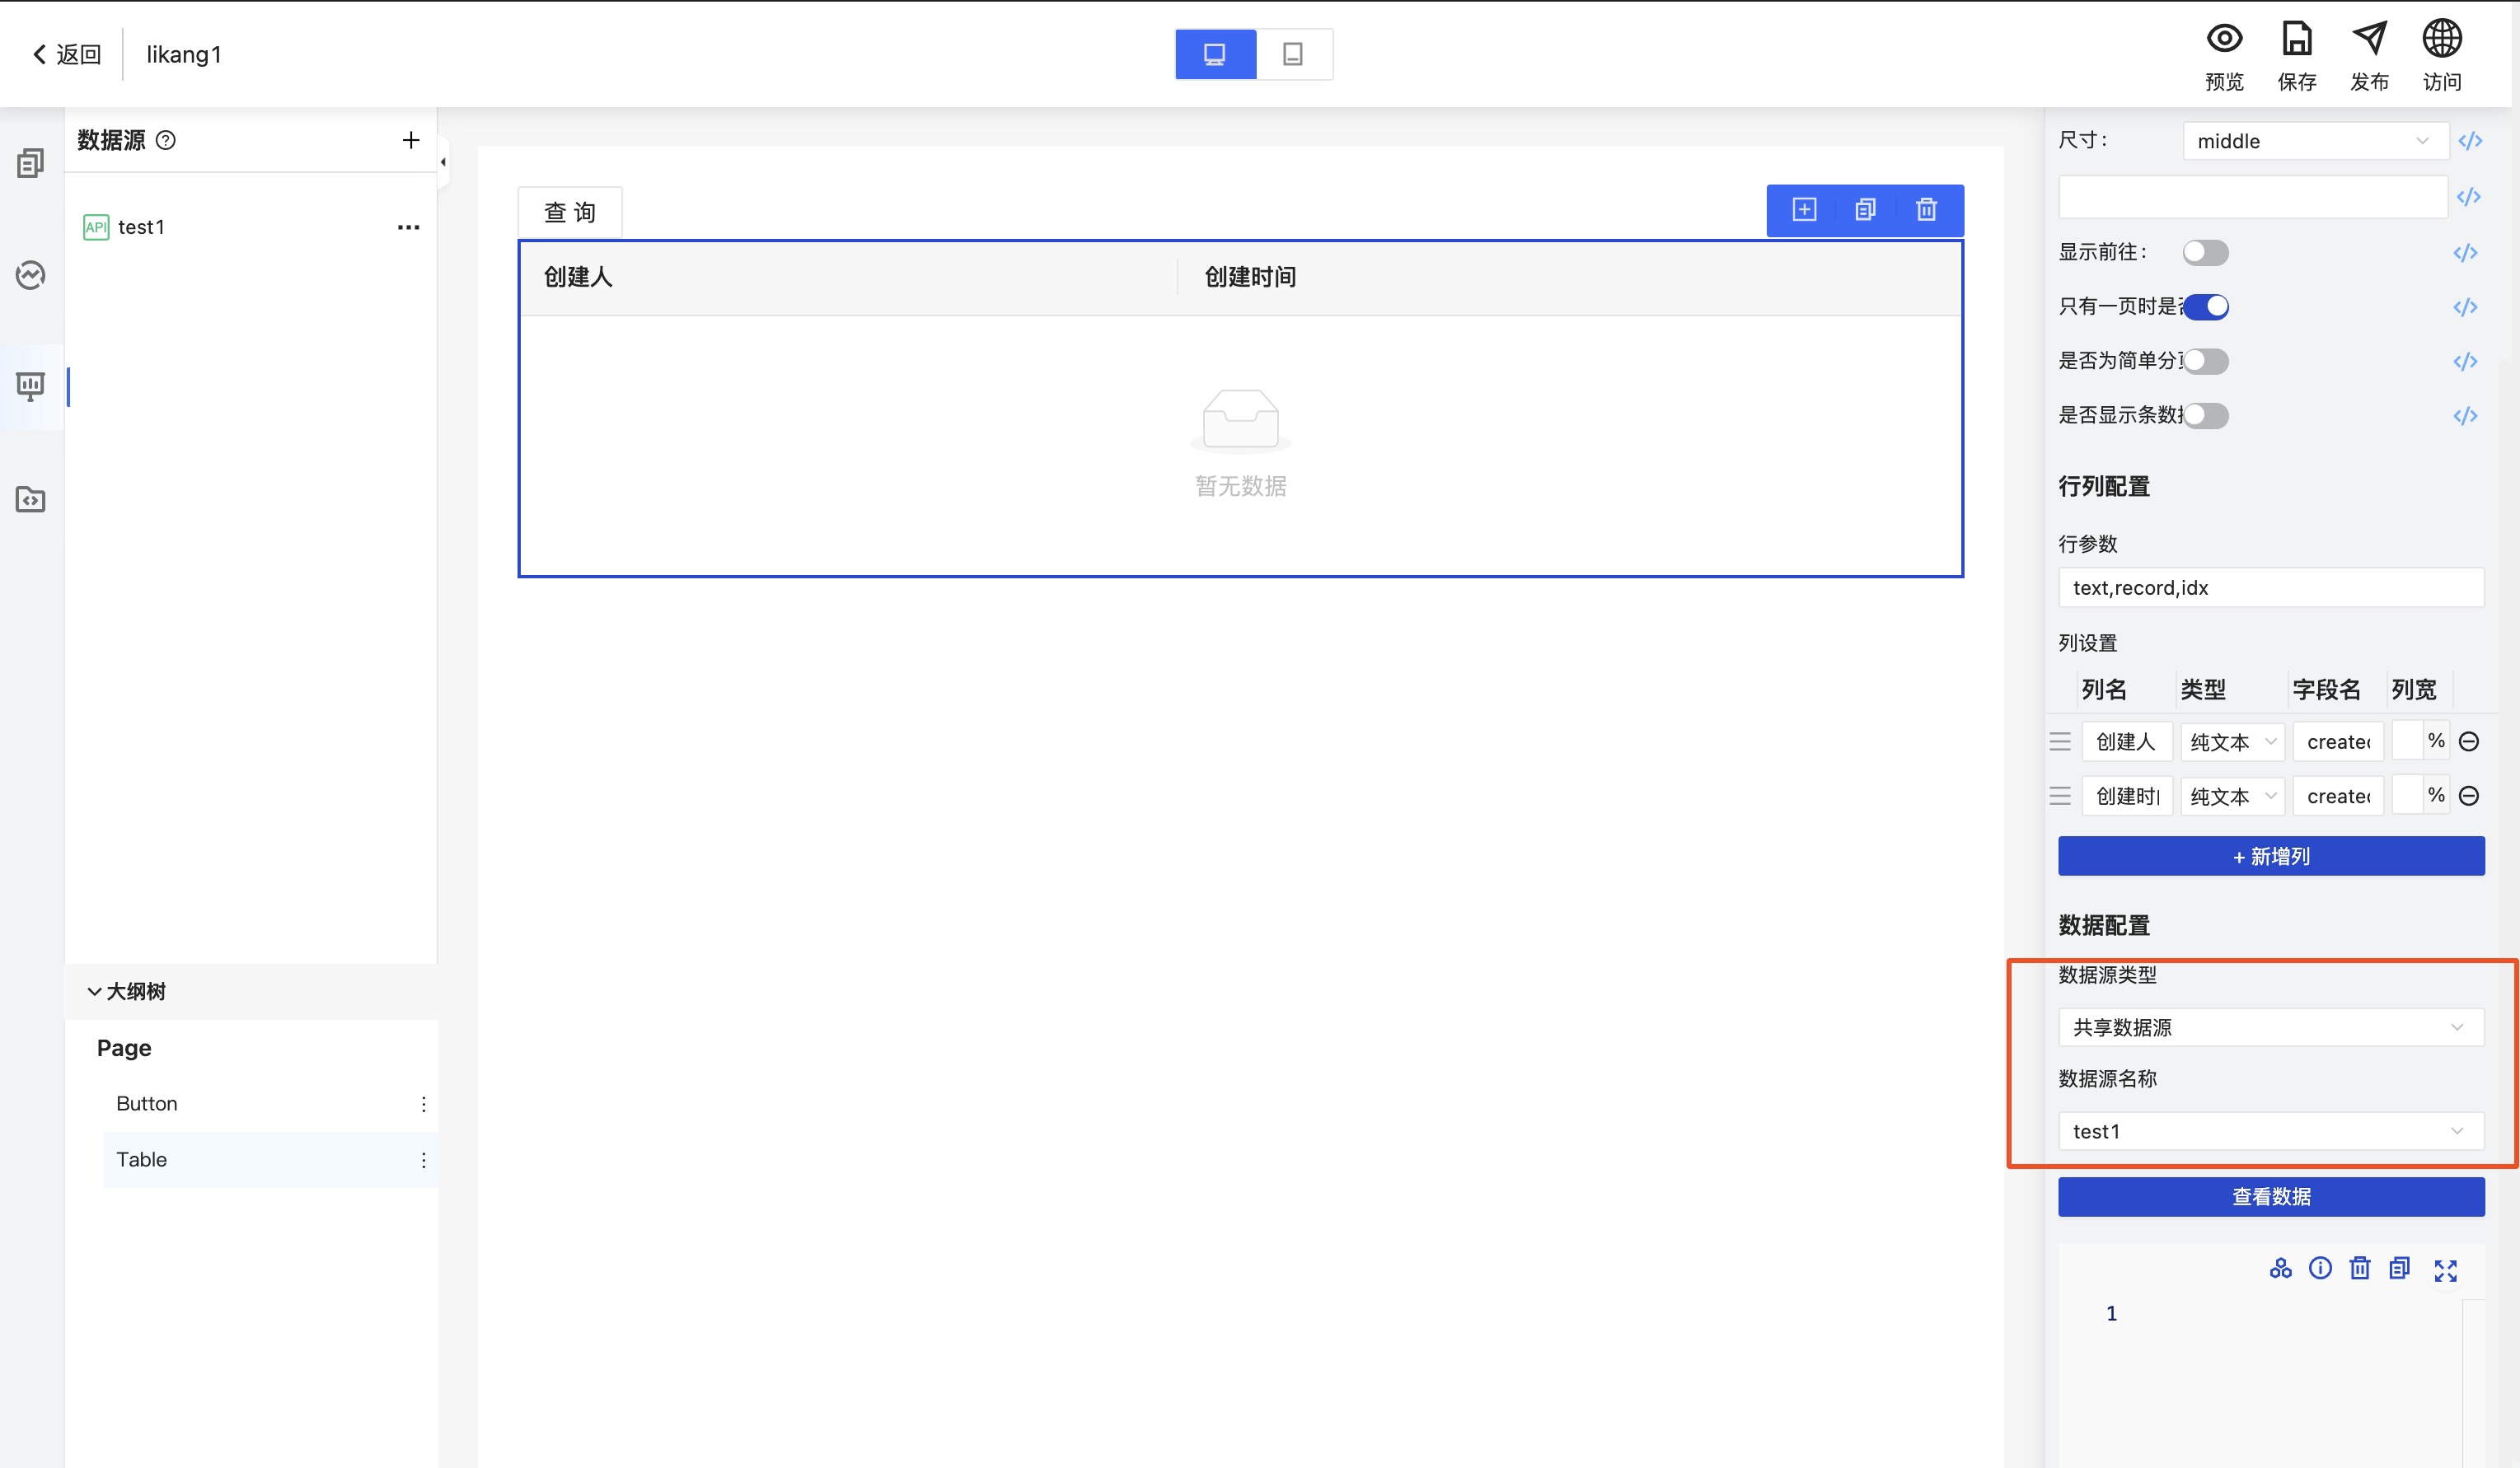 返回
likang1
预览
保存
发布
访问
数据源
API
test1
大纲树
Page
Button
Table
查 询
创建人
创建时间
暂无数据
尺寸：
middle
显示前往：
只有一页时是
是否为简单分
是否显示条数
行列配置
行参数
text,record,idx
列设置
列名 类型 字段名 列宽
创建人 纯文本 created %
创建时 纯文本 created %
+ 新增列
数据配置
数据源类型
共享数据源
数据源名称
test1
查看数据
1